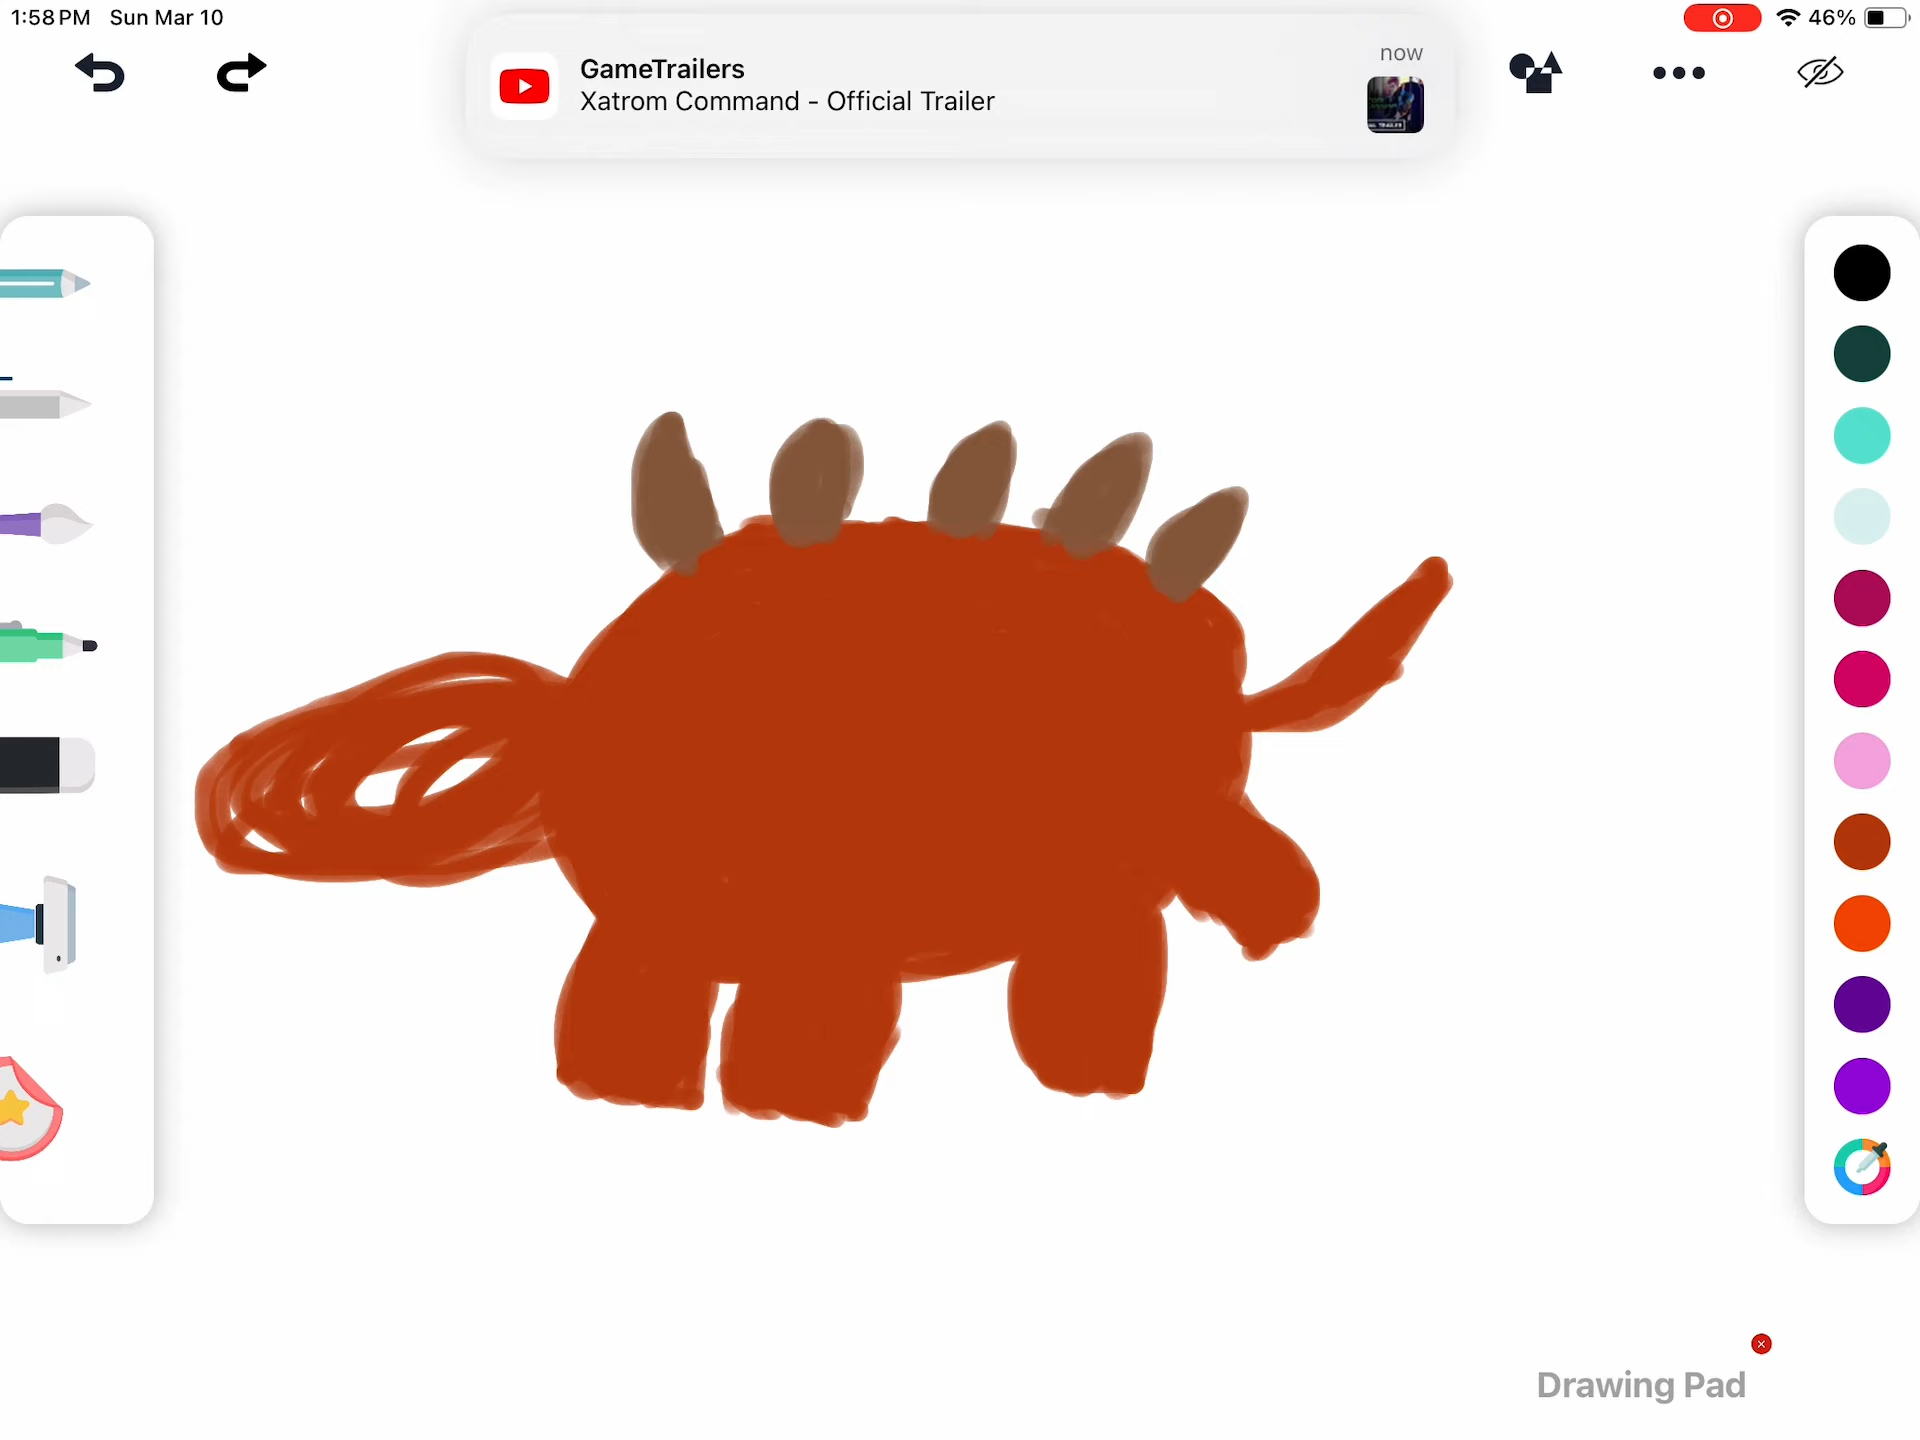 1:58 PM Sun Mar 10
46%
GameTrailers
now
Xatrom Command - Official Trailer
Drawing Pad